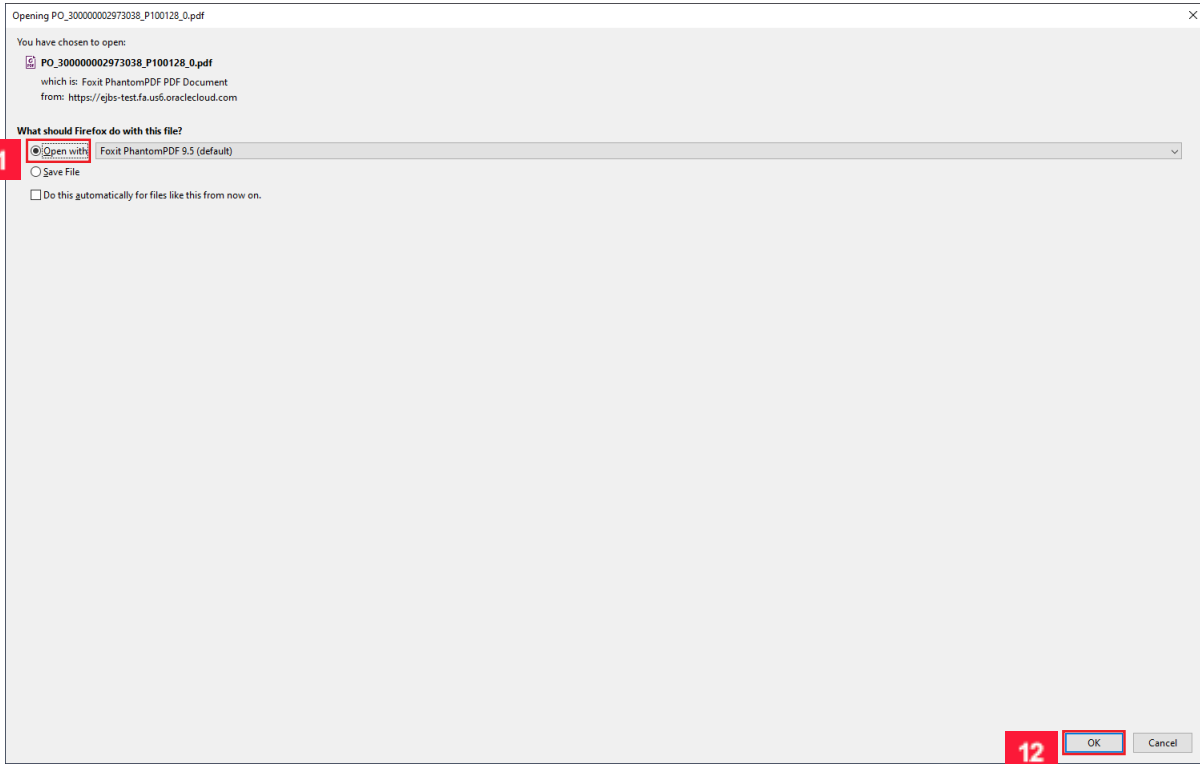 Opening PO_300000002973038_P100128_0.pdf
You have chosen to open:
PO_300000002973038_P100128_0.pdf
which is: Foxit PhantomPDF PDF Document
from: https://ejbs-test.fa.us6.oraclecloud.com
What should Firefox do with this file?
1
Open with Foxit PhantomPDF 9.5 (default)
Save File
Do this automatically for files like this from now on.
12 OK Cancel